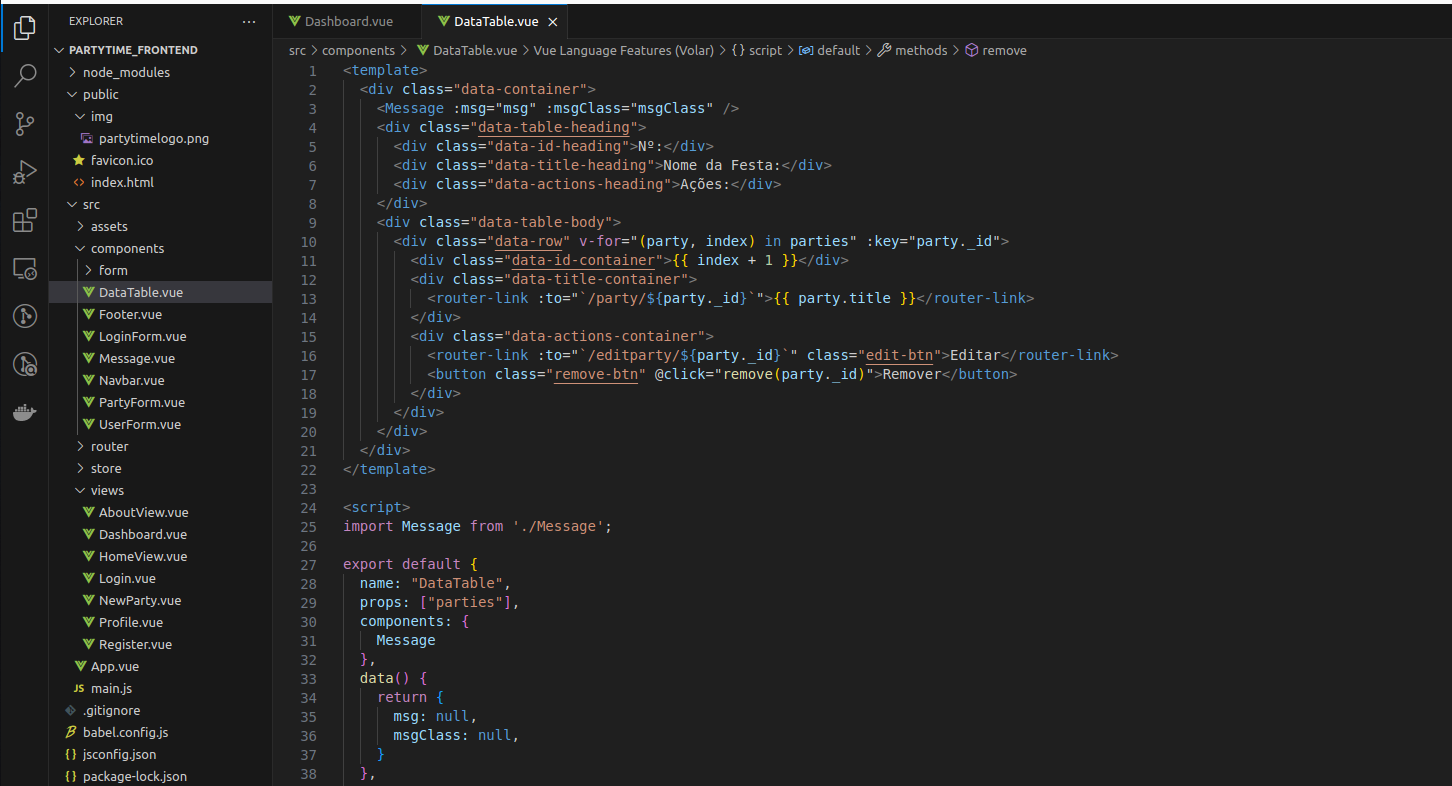 EXPLORER
PARTYTIME_FRONTEND
node_modules
public
img
partytimelogo.png
favicon.ico
index.html
src
assets
components
form
DataTable.vue
Footer.vue
LoginForm.vue
Message.vue
Navbar.vue
PartyForm.vue
UserForm.vue
router
store
views
AboutView.vue
Dashboard.vue
HomeView.vue
Login.vue
NewParty.vue
Profile.vue
Register.vue
App.vue
JS main.js
.gitignore
babel.config.js
{} jsconfig.json
{} package-lock.json
Dashboard.vue DataTable.vue
src > components > DataTable.vue > Vue Language Features (Volar) > {} script > default > methods > remove
1 <template>
2 <div class="data-container">
3 <Message :msg="msg" :msgClass="msgClass" />
4 <div class="data-table-heading">
5 <div class="data-id-heading">Nº:</div>
6 <div class="data-title-heading">Nome da Festa:</div>
7 <div class="data-actions-heading">Ações:</div>
8 </div>
9 <div class="data-table-body">
10 <div class="data-row" v-for="(party, index) in parties" :key="party._id">
11 <div class="data-id-container">{{ index + 1 }}</div>
12 <div class="data-title-container">
13 <router-link :to="`/party/${party._id}`">{{ party.title }}</router-link>
14 </div>
15 <div class="data-actions-container">
16 <router-link :to="`/editparty/${party._id}`" class="edit-btn">Editar</router-link>
17 <button class="remove-btn" @click="remove(party._id)">Remover</button>
18 </div>
19 </div>
20 </div>
21 </div>
22 </template>
23
24 <script>
25 import Message from './Message';
26
27 export default {
28 name: "DataTable",
29 props: ["parties"],
30 components: {
31 Message
32 },
33 data() {
34 return {
35 msg: null,
36 msgClass: null,
37 }
38 },